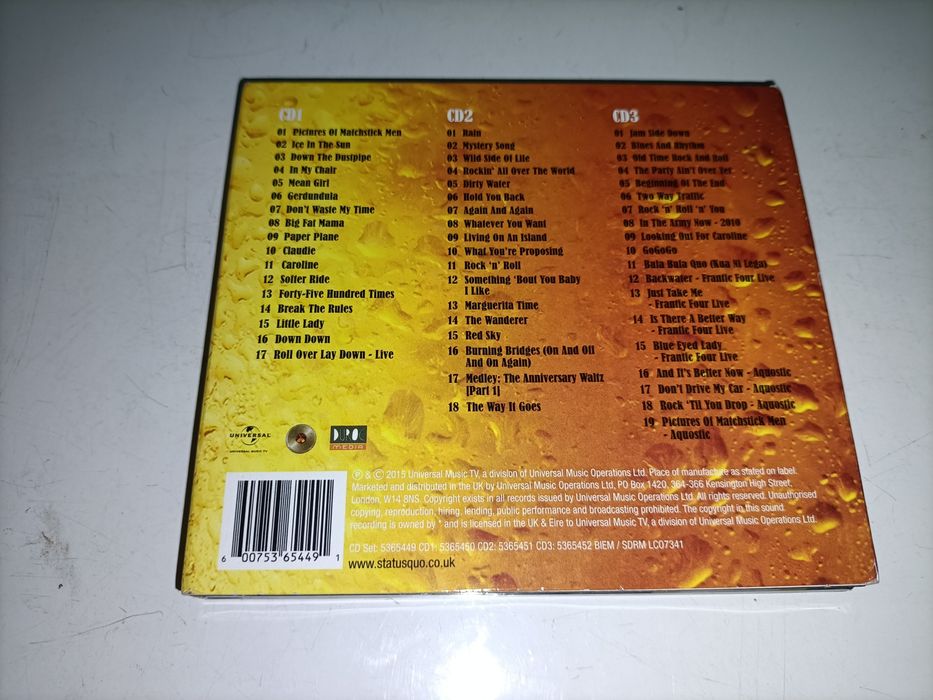 CD1
01 Pictures Of Matchstick Men
02 Ice In The Sun
03 Down The Dustpipe
04 In My Chair
05 Mean Girl
06 Gerdundula
07 Don't Waste My Time
08 Big Fat Mama
09 Paper Plane
10 Claudie
11 Caroline
12 Softer Ride
13 Forty-Five Hundred Times
14 Break The Rules
15 Little Lady
16 Down Down
17 Roll Over Lay Down - Live
CD2
01 Rain
02 Mystery Song
03 Wild Side Of Life
04 Rockin' All Over The World
05 Dirty Water
06 Hold You Back
07 Again And Again
08 Whatever You Want
09 Living On An Island
10 What You're Proposing
11 Rock 'n' Roll
12 Something 'Bout You Baby
I Like
13 Marguerita Time
14 The Wanderer
15 Red Sky
16 Burning Bridges (On And Off
And On Again)
17 Medley: The Anniversary Waltz
[Part 1]
18 The Way It Goes
CD3
01 Jam Side Down
02 Blues And Rhythm
03 Old Time Rock And Roll
04 The Party Ain't Over Yet
05 Beginning Of The End
06 Two Way Traffic
07 Rock 'n' Roll 'n' You
08 In The Army Now - 2010
09 Looking Out For Caroline
10 GoGoGo
11 Bula Bula Quo (Kua Ni Lega)
12 Backwater - Frantic Four Live
13 Just Take Me
- Frantic Four Live
14 Is There A Better Way
- Frantic Four Live
15 Blue Eyed Lady
- Frantic Four Live
16 And It's Better Now - Aquostic
17 Don't Drive My Car - Aquostic
18 Rock 'Til You Drop - Aquostic
19 Pictures Of Matchstick Men
- Aquostic
UNIVERSAL
UNIVERSAL MUSIC TV
DUROC
MEDIA
℗ & © 2015 Universal Music TV, a division of Universal Music Operations Ltd. Place of manufacture as stated on label.
Marketed and distributed in the UK by Universal Music Operations Ltd, PO Box 1420, 364-366 Kensington High Street,
London, W14 8NS. Copyright exists in all records issued by Universal Music Operations Ltd. All rights reserved. Unauthorised
copying, reproduction, hiring, lending, public performance and broadcasting prohibited. The copyright in this sound
recording is owned by * and is licensed in the UK & Eire to Universal Music TV, a division of Universal Music Operations Ltd.
CD Set: 5365449 CD1: 5365450 CD2: 5365451 CD3: 5365452 BIEM / SDRM LC07341
www.statusquo.co.uk
6 00753 65449 1